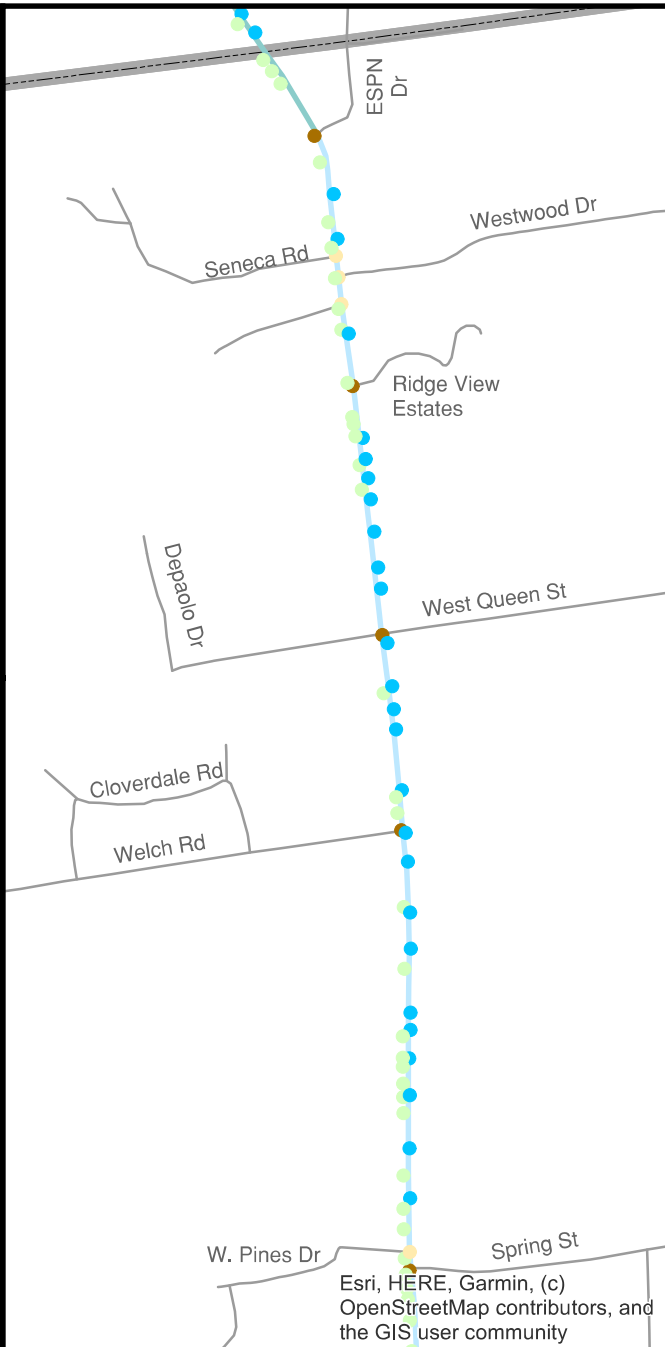 ESPN
Dr
Westwood Dr
Seneca Rd
Ridge View
Estates
Depaolo Dr
West Queen St
Cloverdale Rd
Welch Rd
W. Pines Dr
Spring St
Esri, HERE, Garmin, (c)
OpenStreetMap contributors, and
the GIS user community